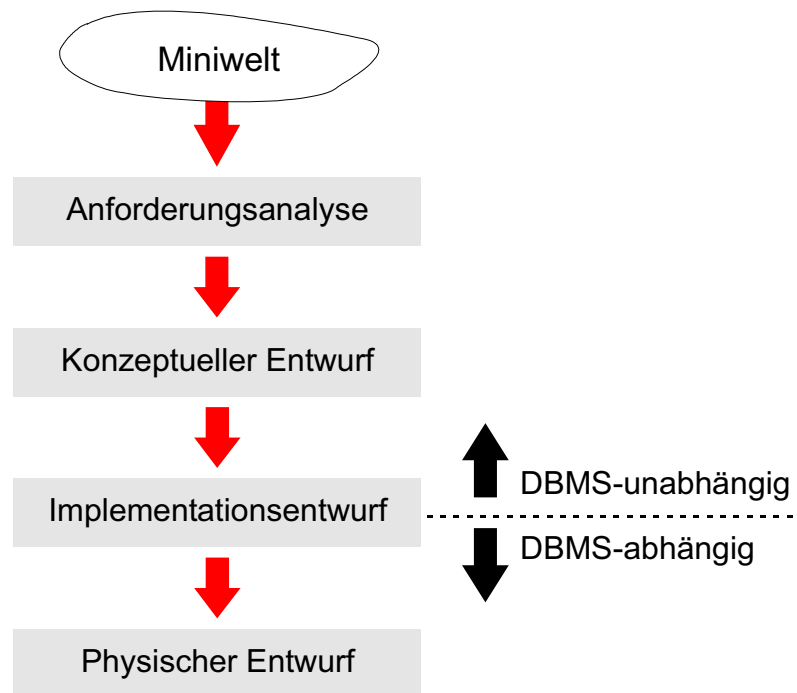 Miniwelt
Anforderungsanalyse
Konzeptueller Entwurf
Implementationsentwurf
DBMS-unabhängig
DBMS-abhängig
Physischer Entwurf